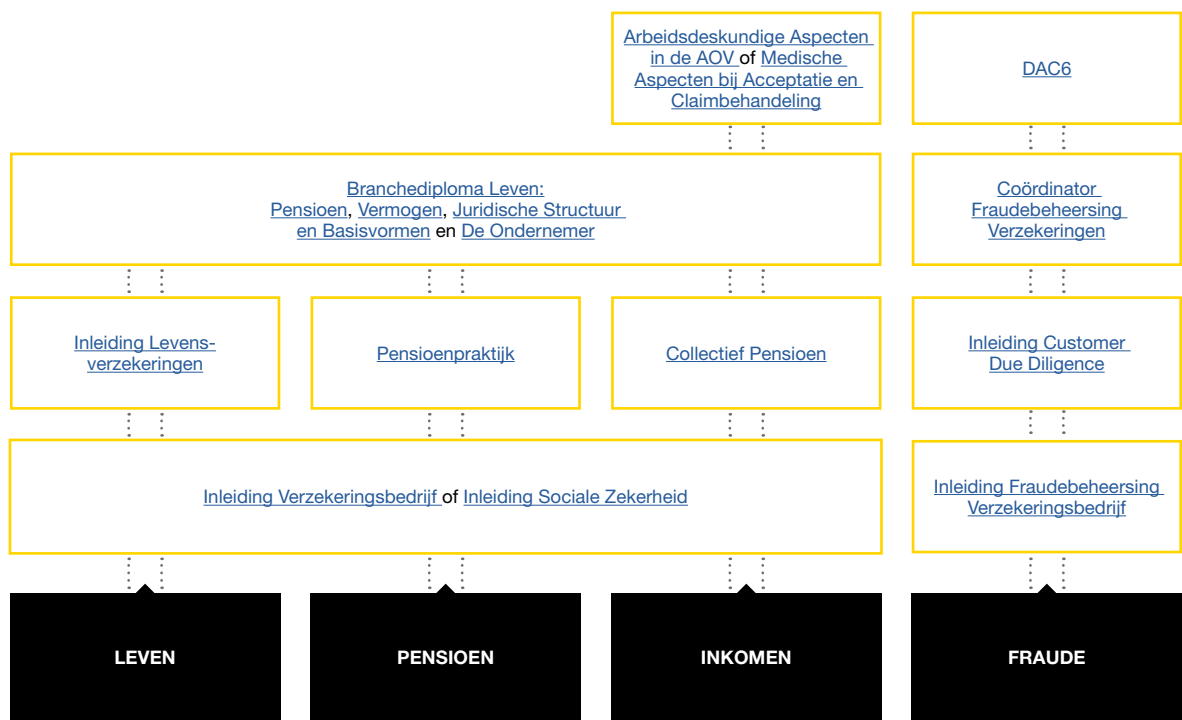 Arbeidsdeskundige Aspecten
in de AOV of Medische
Aspecten bij Acceptatie en
Claimbehandeling
DAC6
Branchediploma Leven:
Pensioen, Vermogen, Juridische Structuur
en Basisvormen en De Ondernemer
Coördinator
Fraudebeheersing
Verzekeringen
Inleiding Levens-
verzekeringen
Pensioenpraktijk
Collectief Pensioen
Inleiding Customer
Due Diligence
Inleiding Verzekeringsbedrijf of Inleiding Sociale Zekerheid
Inleiding Fraudebeheersing
Verzekeringsbedrijf
LEVEN
PENSIOEN
INKOMEN
FRAUDE